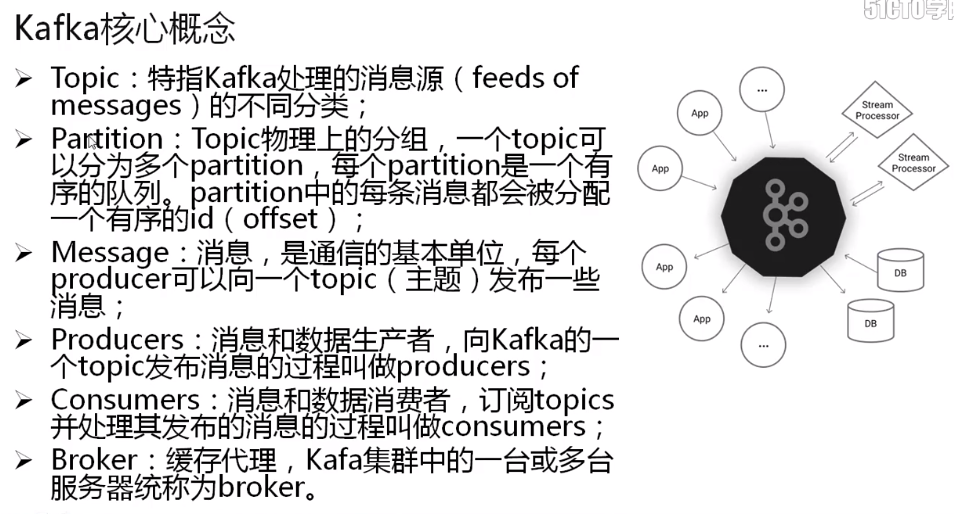 51CTO学
Kafka核心概念
Topic：特指Kafka处理的消息源（feeds of
messages）的不同分类；
Partition：Topic物理上的分组，一个topic可
以分为多个partition，每个partition是一个有
序的队列。partition中的每条消息都会被分配
一个有序的id（offset）；
Message：消息，是通信的基本单位，每个
producer可以向一个topic（主题）发布一些
消息；
Producers：消息和数据生产者，向Kafka的一
个topic发布消息的过程叫做producers；
Consumers：消息和数据消费者，订阅topics
并处理其发布的消息的过程叫做consumers；
Broker：缓存代理，Kafa集群中的一台或多台
服务器统称为broker。
...
App
Stream
Processor
App
Stream
Processor
App
DB
App
DB
...